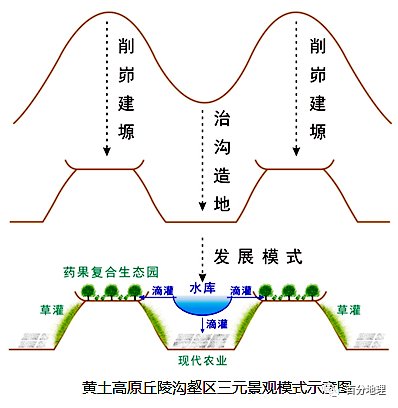 削峁建塬
治沟造地
削峁建塬
发展模式
药果复合生态园
滴灌
水库
滴灌
草灌
滴灌
草灌
现代农业
黄土高原丘陵沟壑区三元景观模式示意图
百分地理